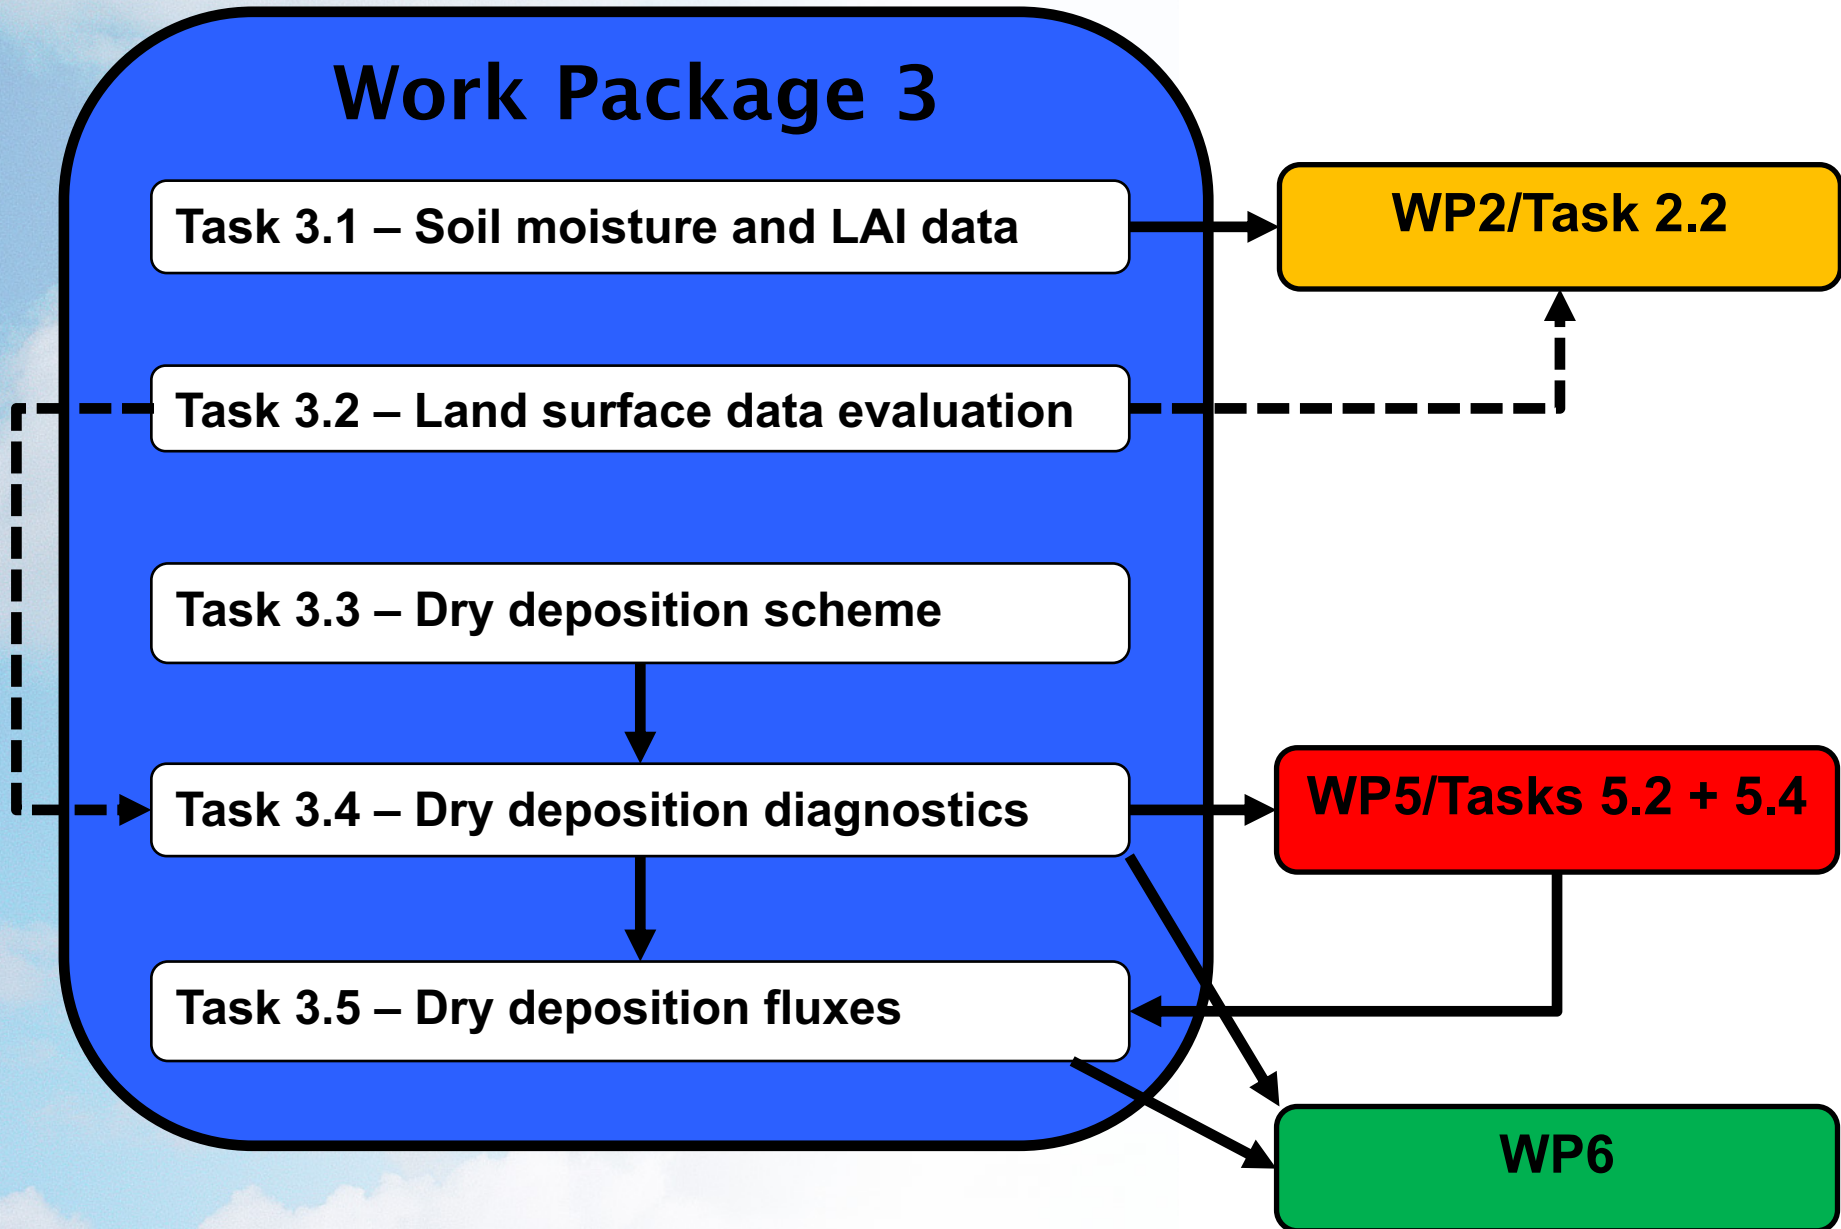 Work Package 3
Task 3.1 – Soil moisture and LAI data
WP2/Task 2.2
Task 3.2 – Land surface data evaluation
Task 3.3 – Dry deposition scheme
Task 3.4 – Dry deposition diagnostics
WP5/Tasks 5.2 + 5.4
Task 3.5 – Dry deposition fluxes
WP6